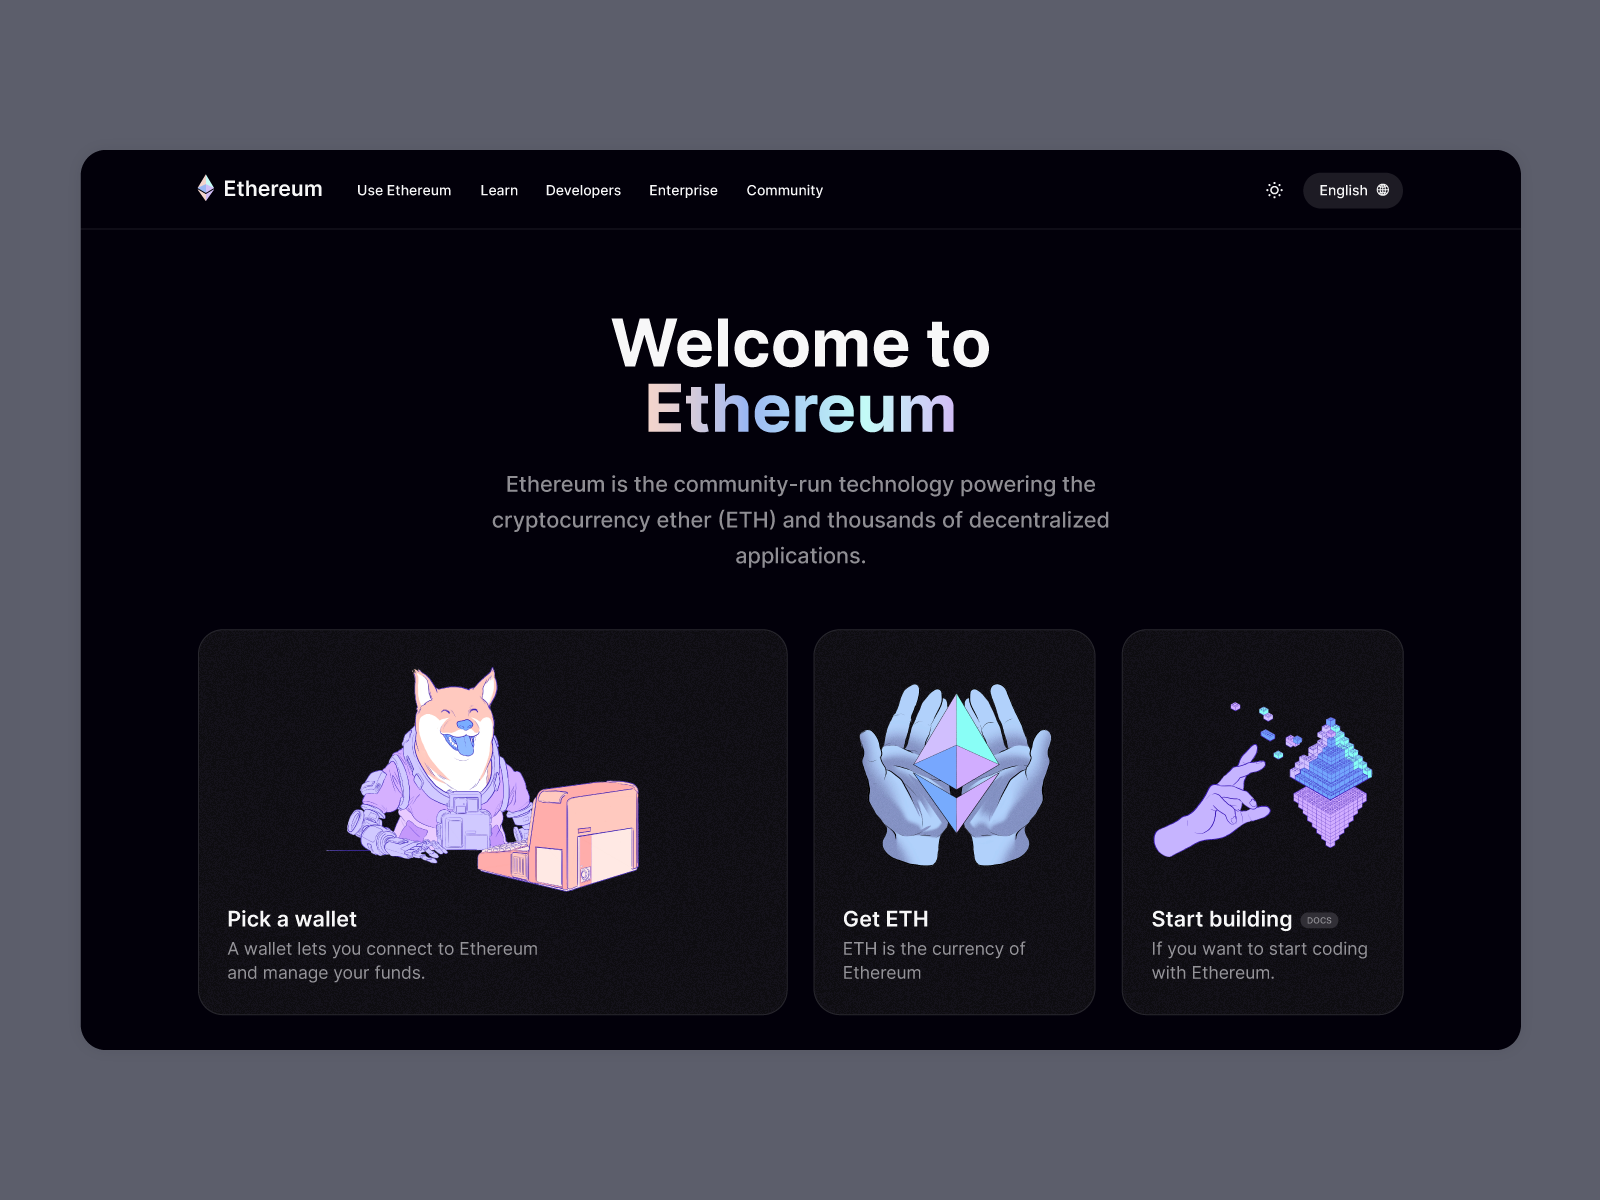 Ethereum
Use Ethereum
Learn
Developers
Enterprise
Community
English
Welcome to
Ethereum
Ethereum is the community-run technology powering the
cryptocurrency ether (ETH) and thousands of decentralized
applications.
Pick a wallet
A wallet lets you connect to Ethereum
and manage your funds.
Get ETH
ETH is the currency of
Ethereum
Start building DOCS
If you want to start coding
with Ethereum.